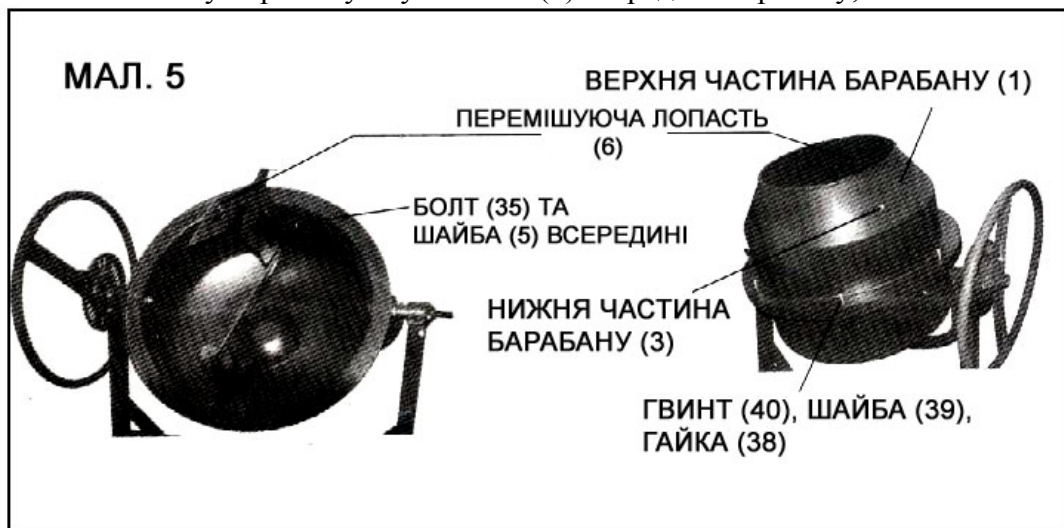 МАЛ. 5
ВЕРХНЯ ЧАСТИНА БАРАБАНУ (1)
ПЕРЕМІШУЮЧА ЛОПАСТЬ
(6)
БОЛТ (35) ТА
ШАЙБА (5) ВСЕРЕДИНІ
НИЖНЯ ЧАСТИНА
БАРАБАНУ (3)
ГВИНТ (40), ШАЙБА (39),
ГАЙКА (38)